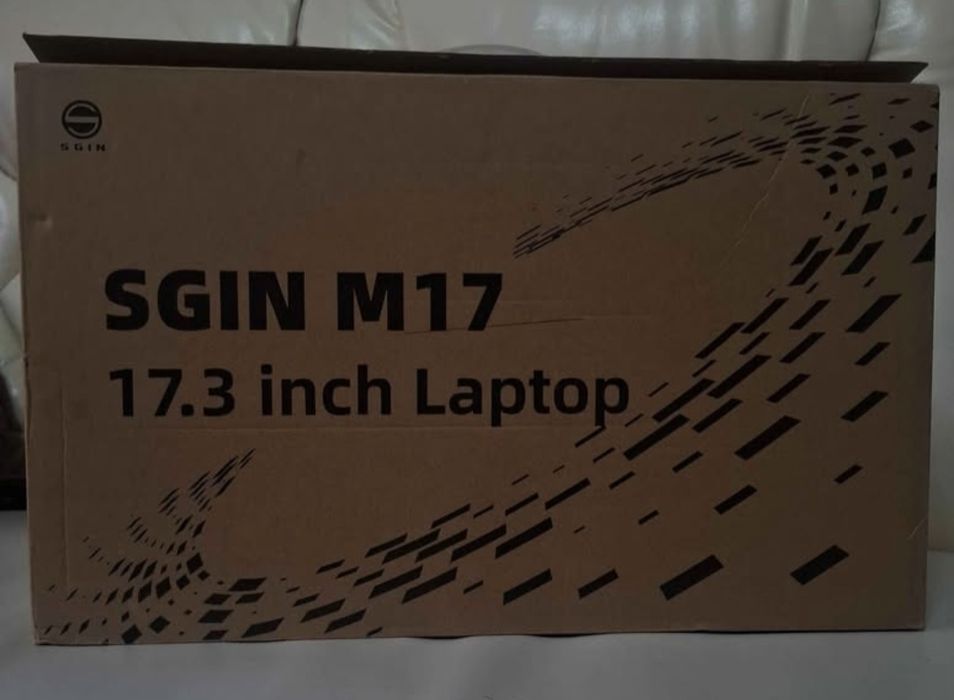 SGIN
SGIN M17
17.3 inch Laptop